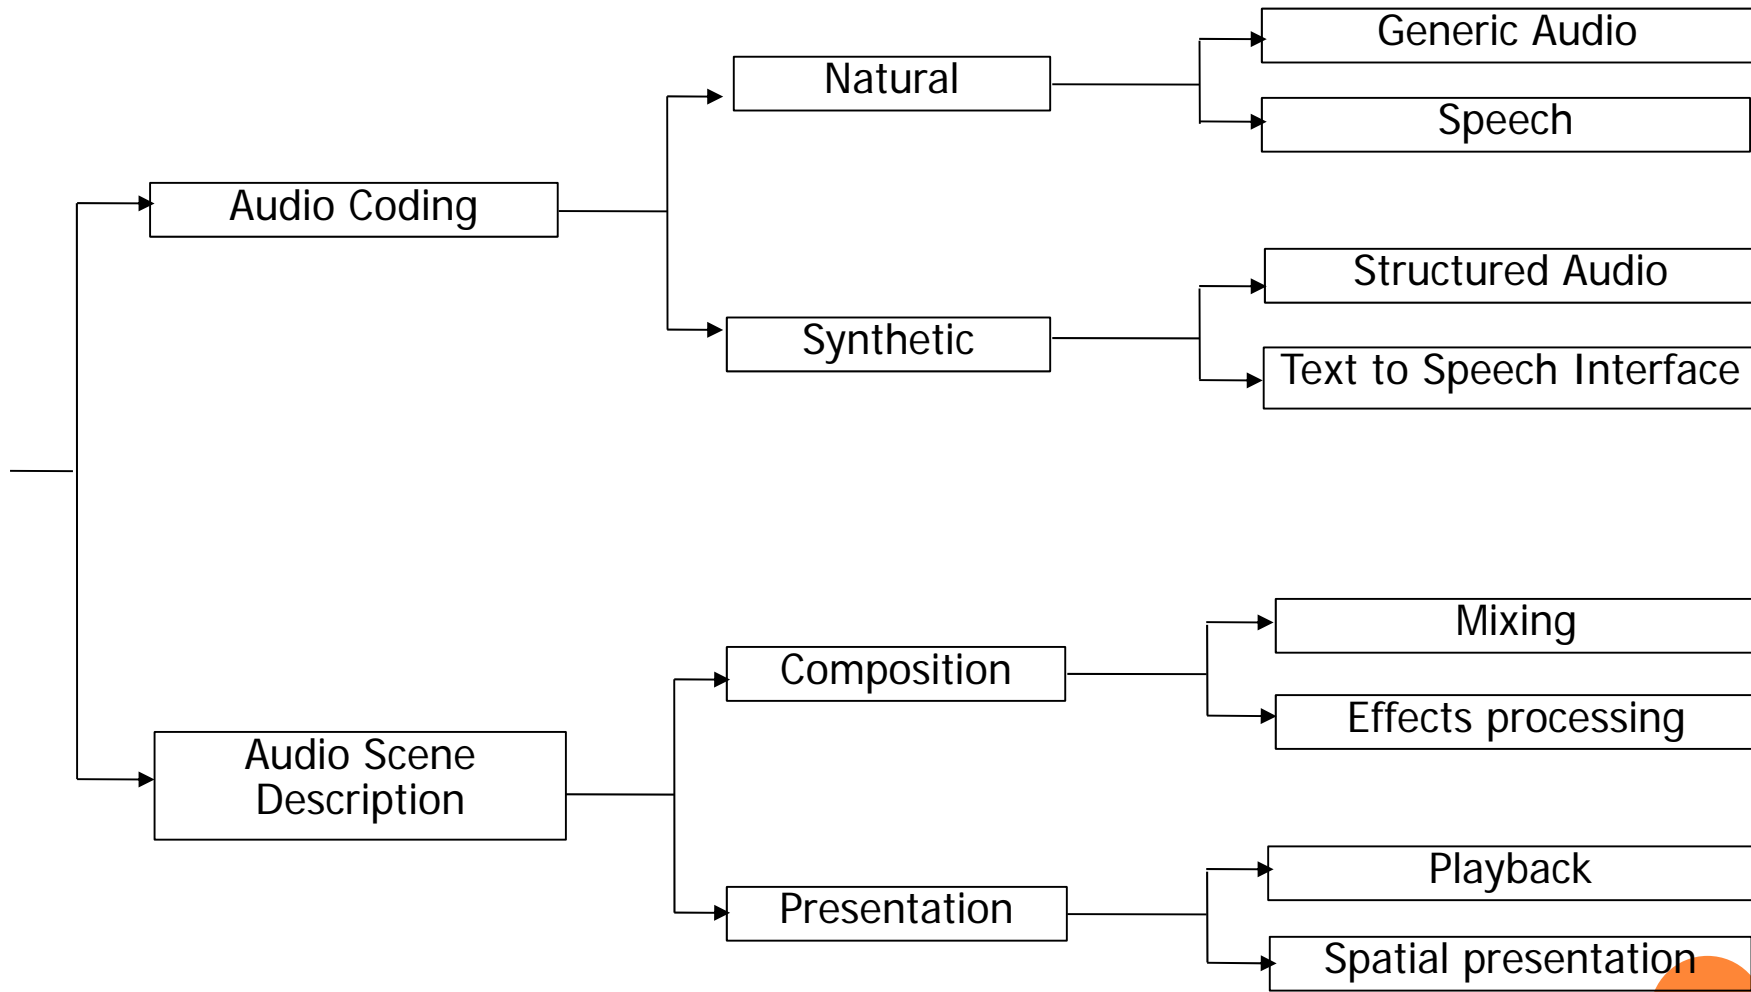 Generic Audio
Natural
Speech
Audio Coding
Structured Audio
Synthetic
Text to Speech Interface
Mixing
Composition
Effects processing
Audio Scene
Description
Playback
Presentation
Spatial presentation